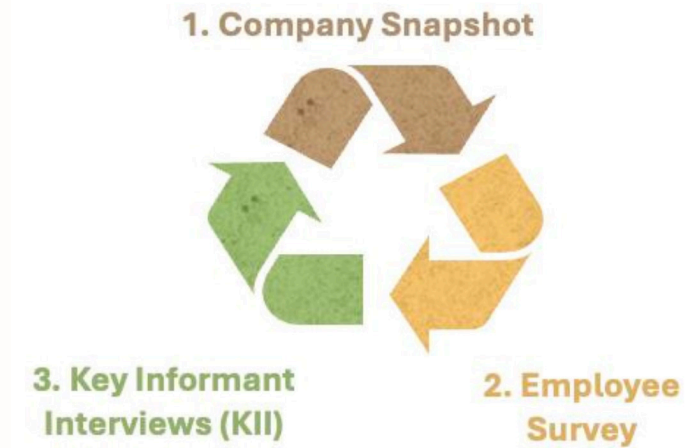 1. Company Snapshot
3. Key Informant
Interviews (KII)
2. Employee
Survey